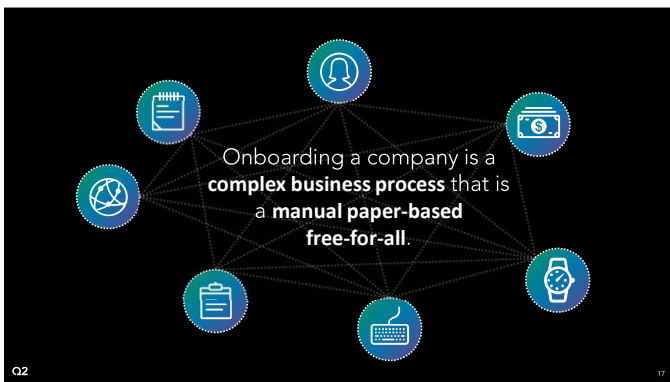 Onboarding a company is a
complex business process that is
a manual paper-based
free-for-all.
$
Q2
17